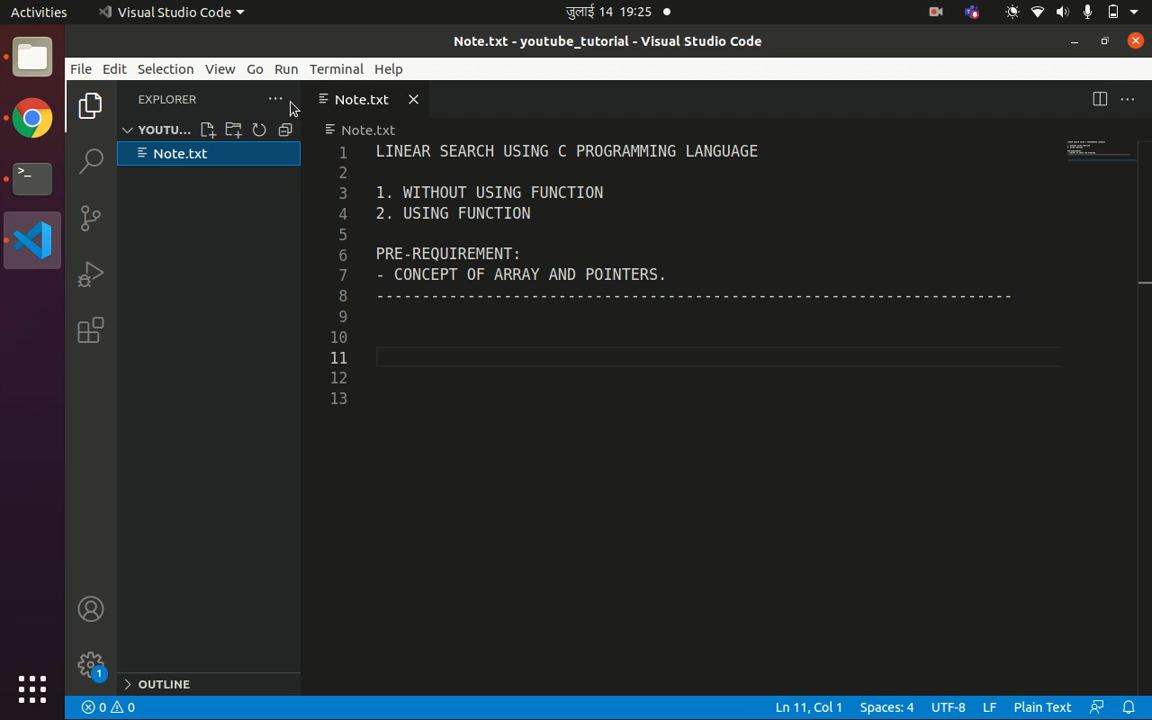 Activities Visual Studio Code जुलाई 14 19:25
Note.txt - youtube_tutorial - Visual Studio Code
File Edit Selection View Go Run Terminal Help
EXPLORER ... Note.txt
YOUTU... Note.txt
Note.txt
1 LINEAR SEARCH USING C PROGRAMMING LANGUAGE
2
3 1. WITHOUT USING FUNCTION
4 2. USING FUNCTION
5
6 PRE-REQUIREMENT:
7 - CONCEPT OF ARRAY AND POINTERS.
8 ----------------------------------------------------------------------
9
10
11
12
13
1
OUTLINE
0 0 Ln 11, Col 1 Spaces: 4 UTF-8 LF Plain Text